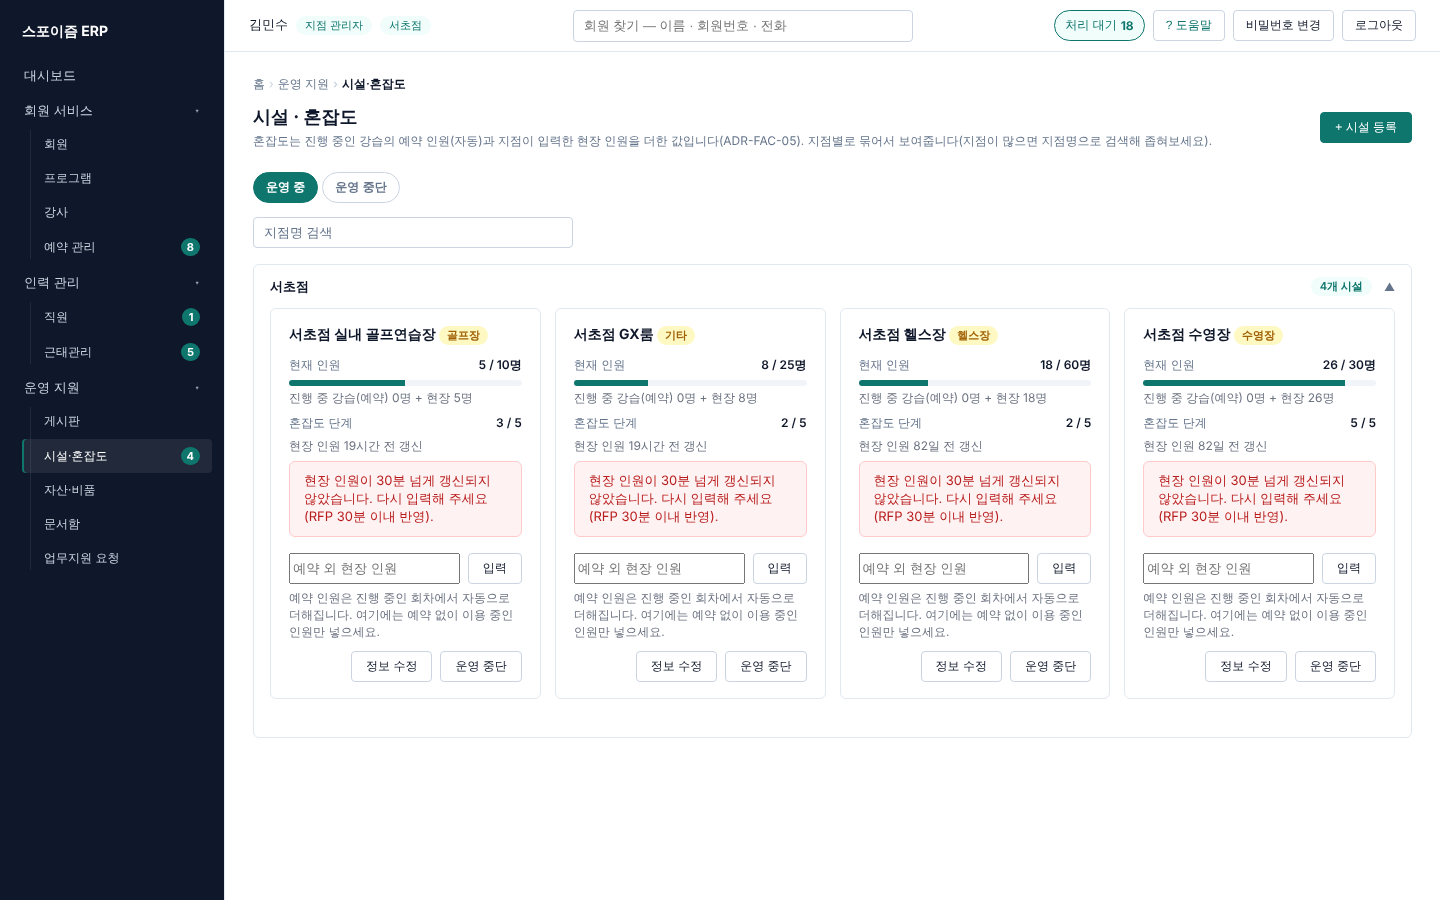 스포이즘 ERP
대시보드
회원 서비스
회원
프로그램
강사
예약 관리 8
인력 관리
직원 1
근태관리 5
운영 지원
게시판
시설·혼잡도 4
자산·비품
문서함
업무지원 요청
김민수 지점 관리자 서초점
회원 찾기 — 이름 · 회원번호 · 전화
처리 대기 18
? 도움말
비밀번호 변경
로그아웃
홈 › 운영 지원 › 시설·혼잡도
시설 · 혼잡도
혼잡도는 진행 중인 강습의 예약 인원(자동)과 지점이 입력한 현장 인원을 더한 값입니다(ADR-FAC-05). 지점별로 묶어서 보여줍니다(지점이 많으면 지점명으로 검색해 좁혀보세요).
+ 시설 등록
운영 중
운영 중단
지점명 검색
서초점
4개 시설 ▲
서초점 실내 골프연습장 골프장
현재 인원 5 / 10명
진행 중 강습(예약) 0명 + 현장 5명
혼잡도 단계 3 / 5
현장 인원 19시간 전 갱신
현장 인원이 30분 넘게 갱신되지
않았습니다. 다시 입력해 주세요
(RFP 30분 이내 반영).
예약 외 현장 인원 입력
예약 인원은 진행 중인 회차에서 자동으로
더해집니다. 여기에는 예약 없이 이용 중인
인원만 넣으세요.
정보 수정 운영 중단
서초점 GX룸 기타
현재 인원 8 / 25명
진행 중 강습(예약) 0명 + 현장 8명
혼잡도 단계 2 / 5
현장 인원 19시간 전 갱신
현장 인원이 30분 넘게 갱신되지
않았습니다. 다시 입력해 주세요
(RFP 30분 이내 반영).
예약 외 현장 인원 입력
예약 인원은 진행 중인 회차에서 자동으로
더해집니다. 여기에는 예약 없이 이용 중인
인원만 넣으세요.
정보 수정 운영 중단
서초점 헬스장 헬스장
현재 인원 18 / 60명
진행 중 강습(예약) 0명 + 현장 18명
혼잡도 단계 2 / 5
현장 인원 82일 전 갱신
현장 인원이 30분 넘게 갱신되지
않았습니다. 다시 입력해 주세요
(RFP 30분 이내 반영).
예약 외 현장 인원 입력
예약 인원은 진행 중인 회차에서 자동으로
더해집니다. 여기에는 예약 없이 이용 중인
인원만 넣으세요.
정보 수정 운영 중단
서초점 수영장 수영장
현재 인원 26 / 30명
진행 중 강습(예약) 0명 + 현장 26명
혼잡도 단계 5 / 5
현장 인원 82일 전 갱신
현장 인원이 30분 넘게 갱신되지
않았습니다. 다시 입력해 주세요
(RFP 30분 이내 반영).
예약 외 현장 인원 입력
예약 인원은 진행 중인 회차에서 자동으로
더해집니다. 여기에는 예약 없이 이용 중인
인원만 넣으세요.
정보 수정 운영 중단